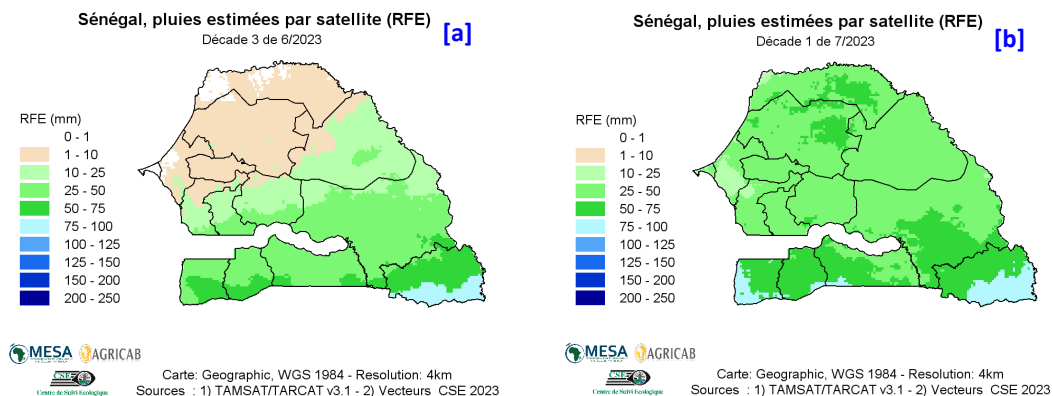 Sénégal, pluies estimées par satellite (RFE)
Décade 3 de 6/2023
[a]
RFE (mm)
0 - 1
1 - 10
10 - 25
25 - 50
50 - 75
75 - 100
100 - 125
125 - 150
150 - 200
200 - 250
MESA
AGRICAB
CSE
Centre de Suivi Ecologique
Carte: Geographic, WGS 1984 - Resolution: 4km
Sources : 1) TAMSAT/TARCAT v3.1 - 2) Vecteurs CSE 2023
Sénégal, pluies estimées par satellite (RFE)
Décade 1 de 7/2023
[b]
RFE (mm)
0 - 1
1 - 10
10 - 25
25 - 50
50 - 75
75 - 100
100 - 125
125 - 150
150 - 200
200 - 250
MESA
AGRICAB
CSE
Centre de Suivi Ecologique
Carte: Geographic, WGS 1984 - Resolution: 4km
Sources : 1) TAMSAT/TARCAT v3.1 - 2) Vecteurs CSE 2023